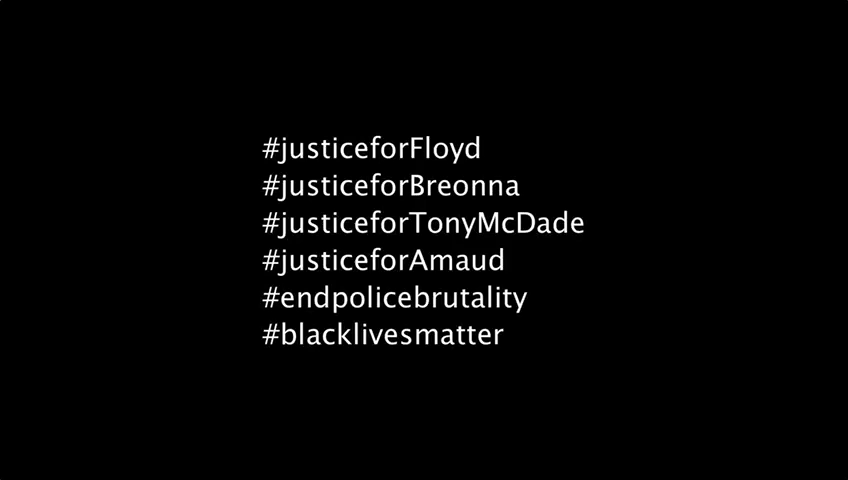 #justiceforFloyd
#justiceforBreonna
#justiceforTonyMcDade
#justiceforAmaud
#endpolicebrutality
#blacklivesmatter